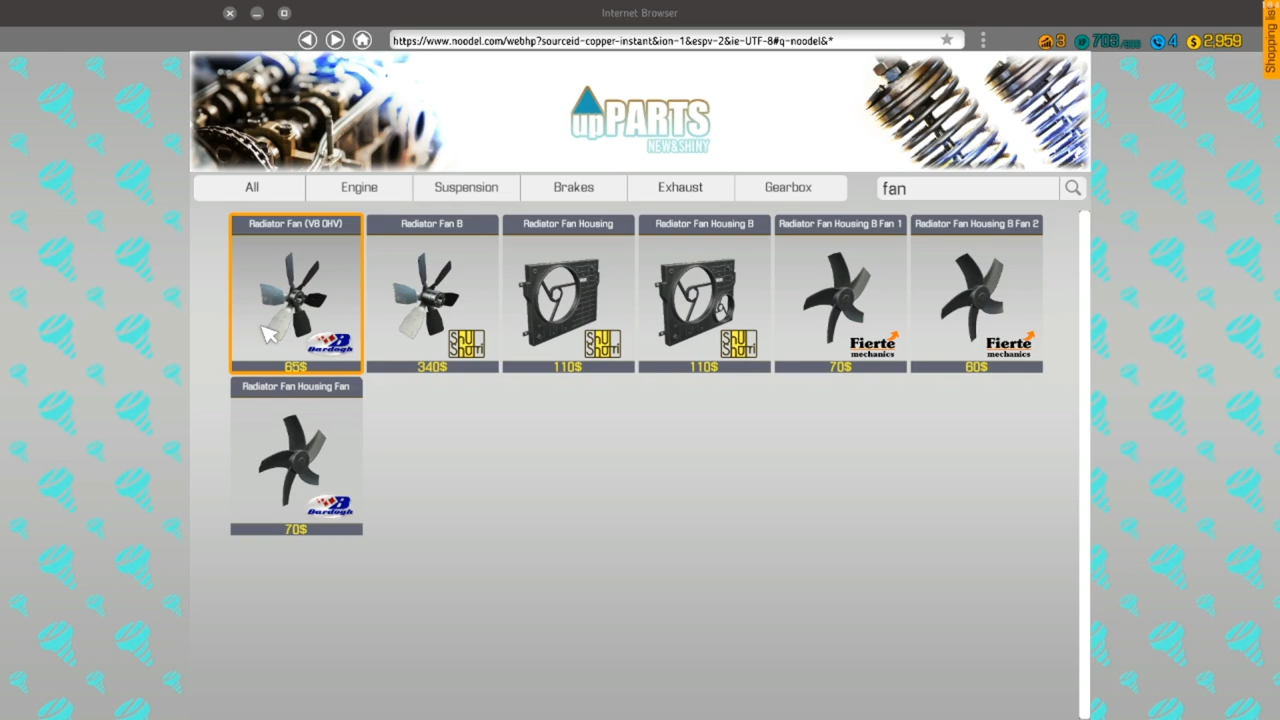 Internet Browser
https://www.noodel.com/webhp?sourceid-copper-instant&ion-1&espv-2&ie-UTF-8#q-noodel&*
3
4
2,959
Shopping list
upPARTS
NEW&SHINY
All
Engine
Suspension
Brakes
Exhaust
Gearbox
fan
Radiator Fan (V8 OHV)
Radiator Fan B
Radiator Fan Housing
Radiator Fan Housing B
Radiator Fan Housing B Fan 1
Radiator Fan Housing B Fan 2
Fierte
mechanics
Fierte
mechanics
65$
340$
110$
110$
70$
60$
Radiator Fan Housing Fan
70$